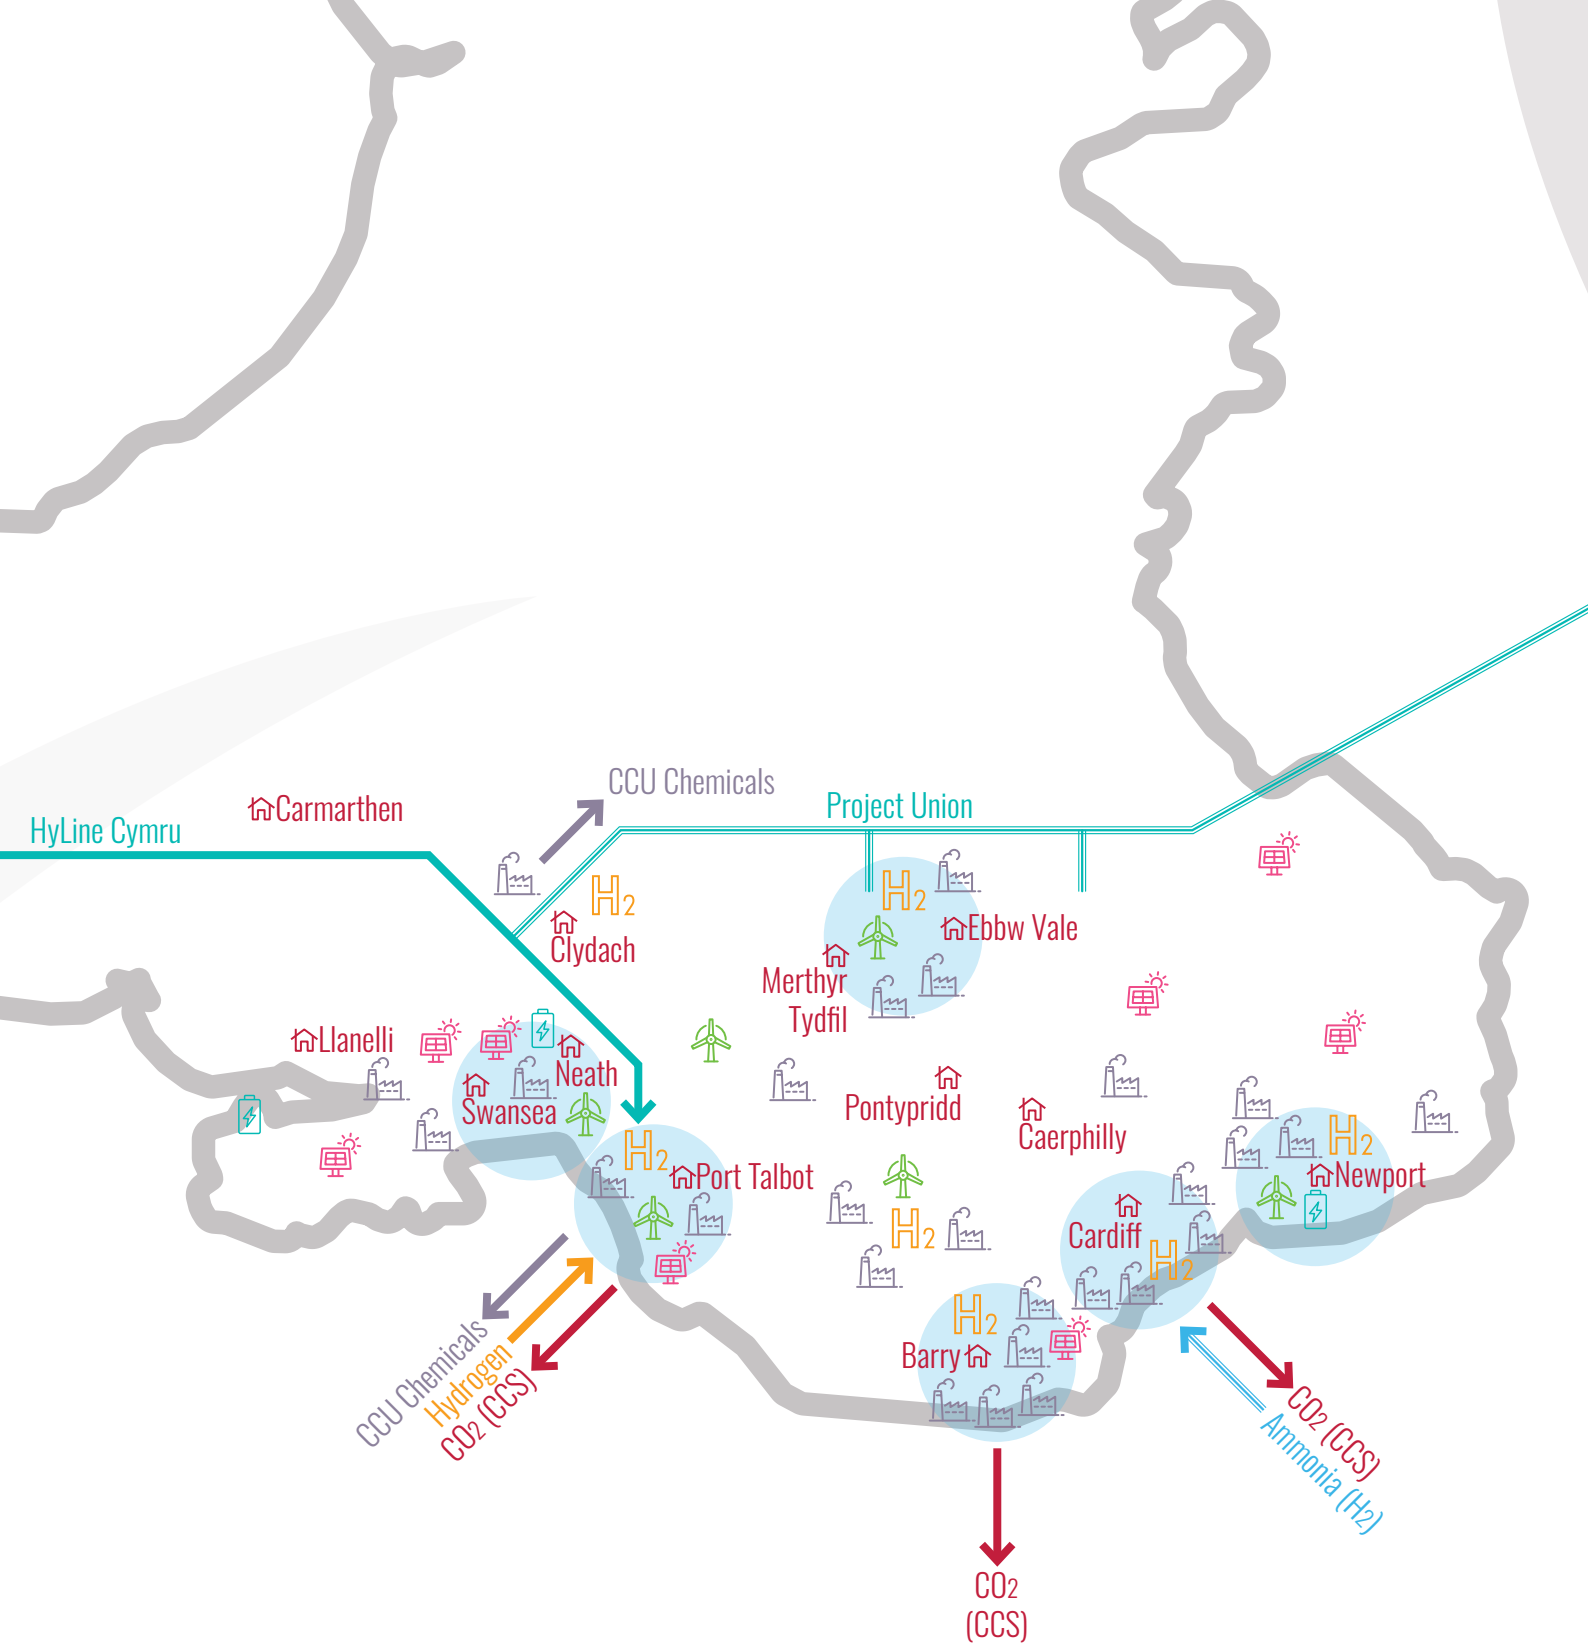 CCU Chemicals
Carmarthen
Project Union
HyLine Cymru
H2
H2
Clydach
Ebbw Vale
Merthyr
Tydfil
Llanelli
Neath
Swansea
Pontypridd
Caerphilly
H2
H2
Port Talbot
Newport
Cardiff
H2
H2
H2
Barry
CCU Chemicals
Hydrogen
CO2 (CCS)
CO2 (CCS)
Ammonia (H2)
CO2
(CCS)